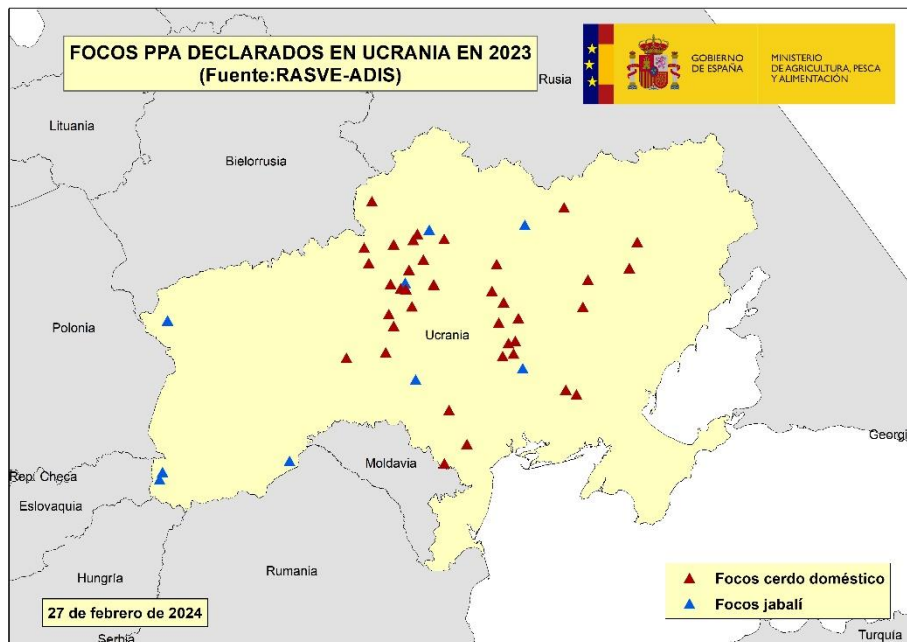 FOCOS PPA DECLARADOS EN UCRANIA EN 2023
(Fuente:RASVE-ADIS)
GOBIERNO
DE ESPAÑA
MINISTERIO
DE AGRICULTURA, PESCA
Y ALIMENTACIÓN
Rusia
Lituania
Bielorrusia
Polonia
Ucrania
Georgi
Moldavia
Rep. Checa
Eslovaquia
Hungría
Rumania
Focos cerdo doméstico
Focos jabalí
27 de febrero de 2024
Serbia
Turquía